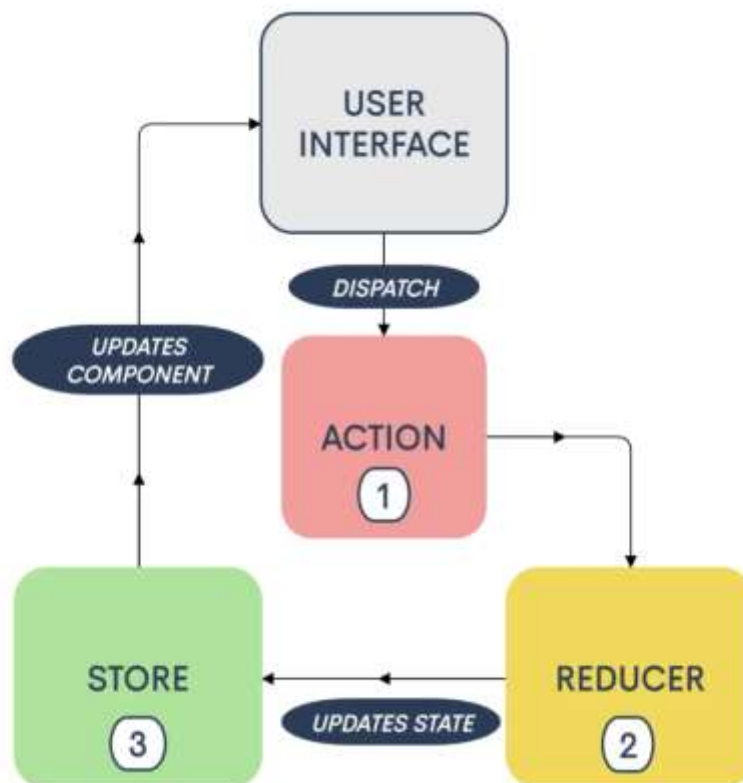 USER
INTERFACE
DISPATCH
UPDATES
COMPONENT
ACTION
1
STORE
3
UPDATES STATE
REDUCER
2